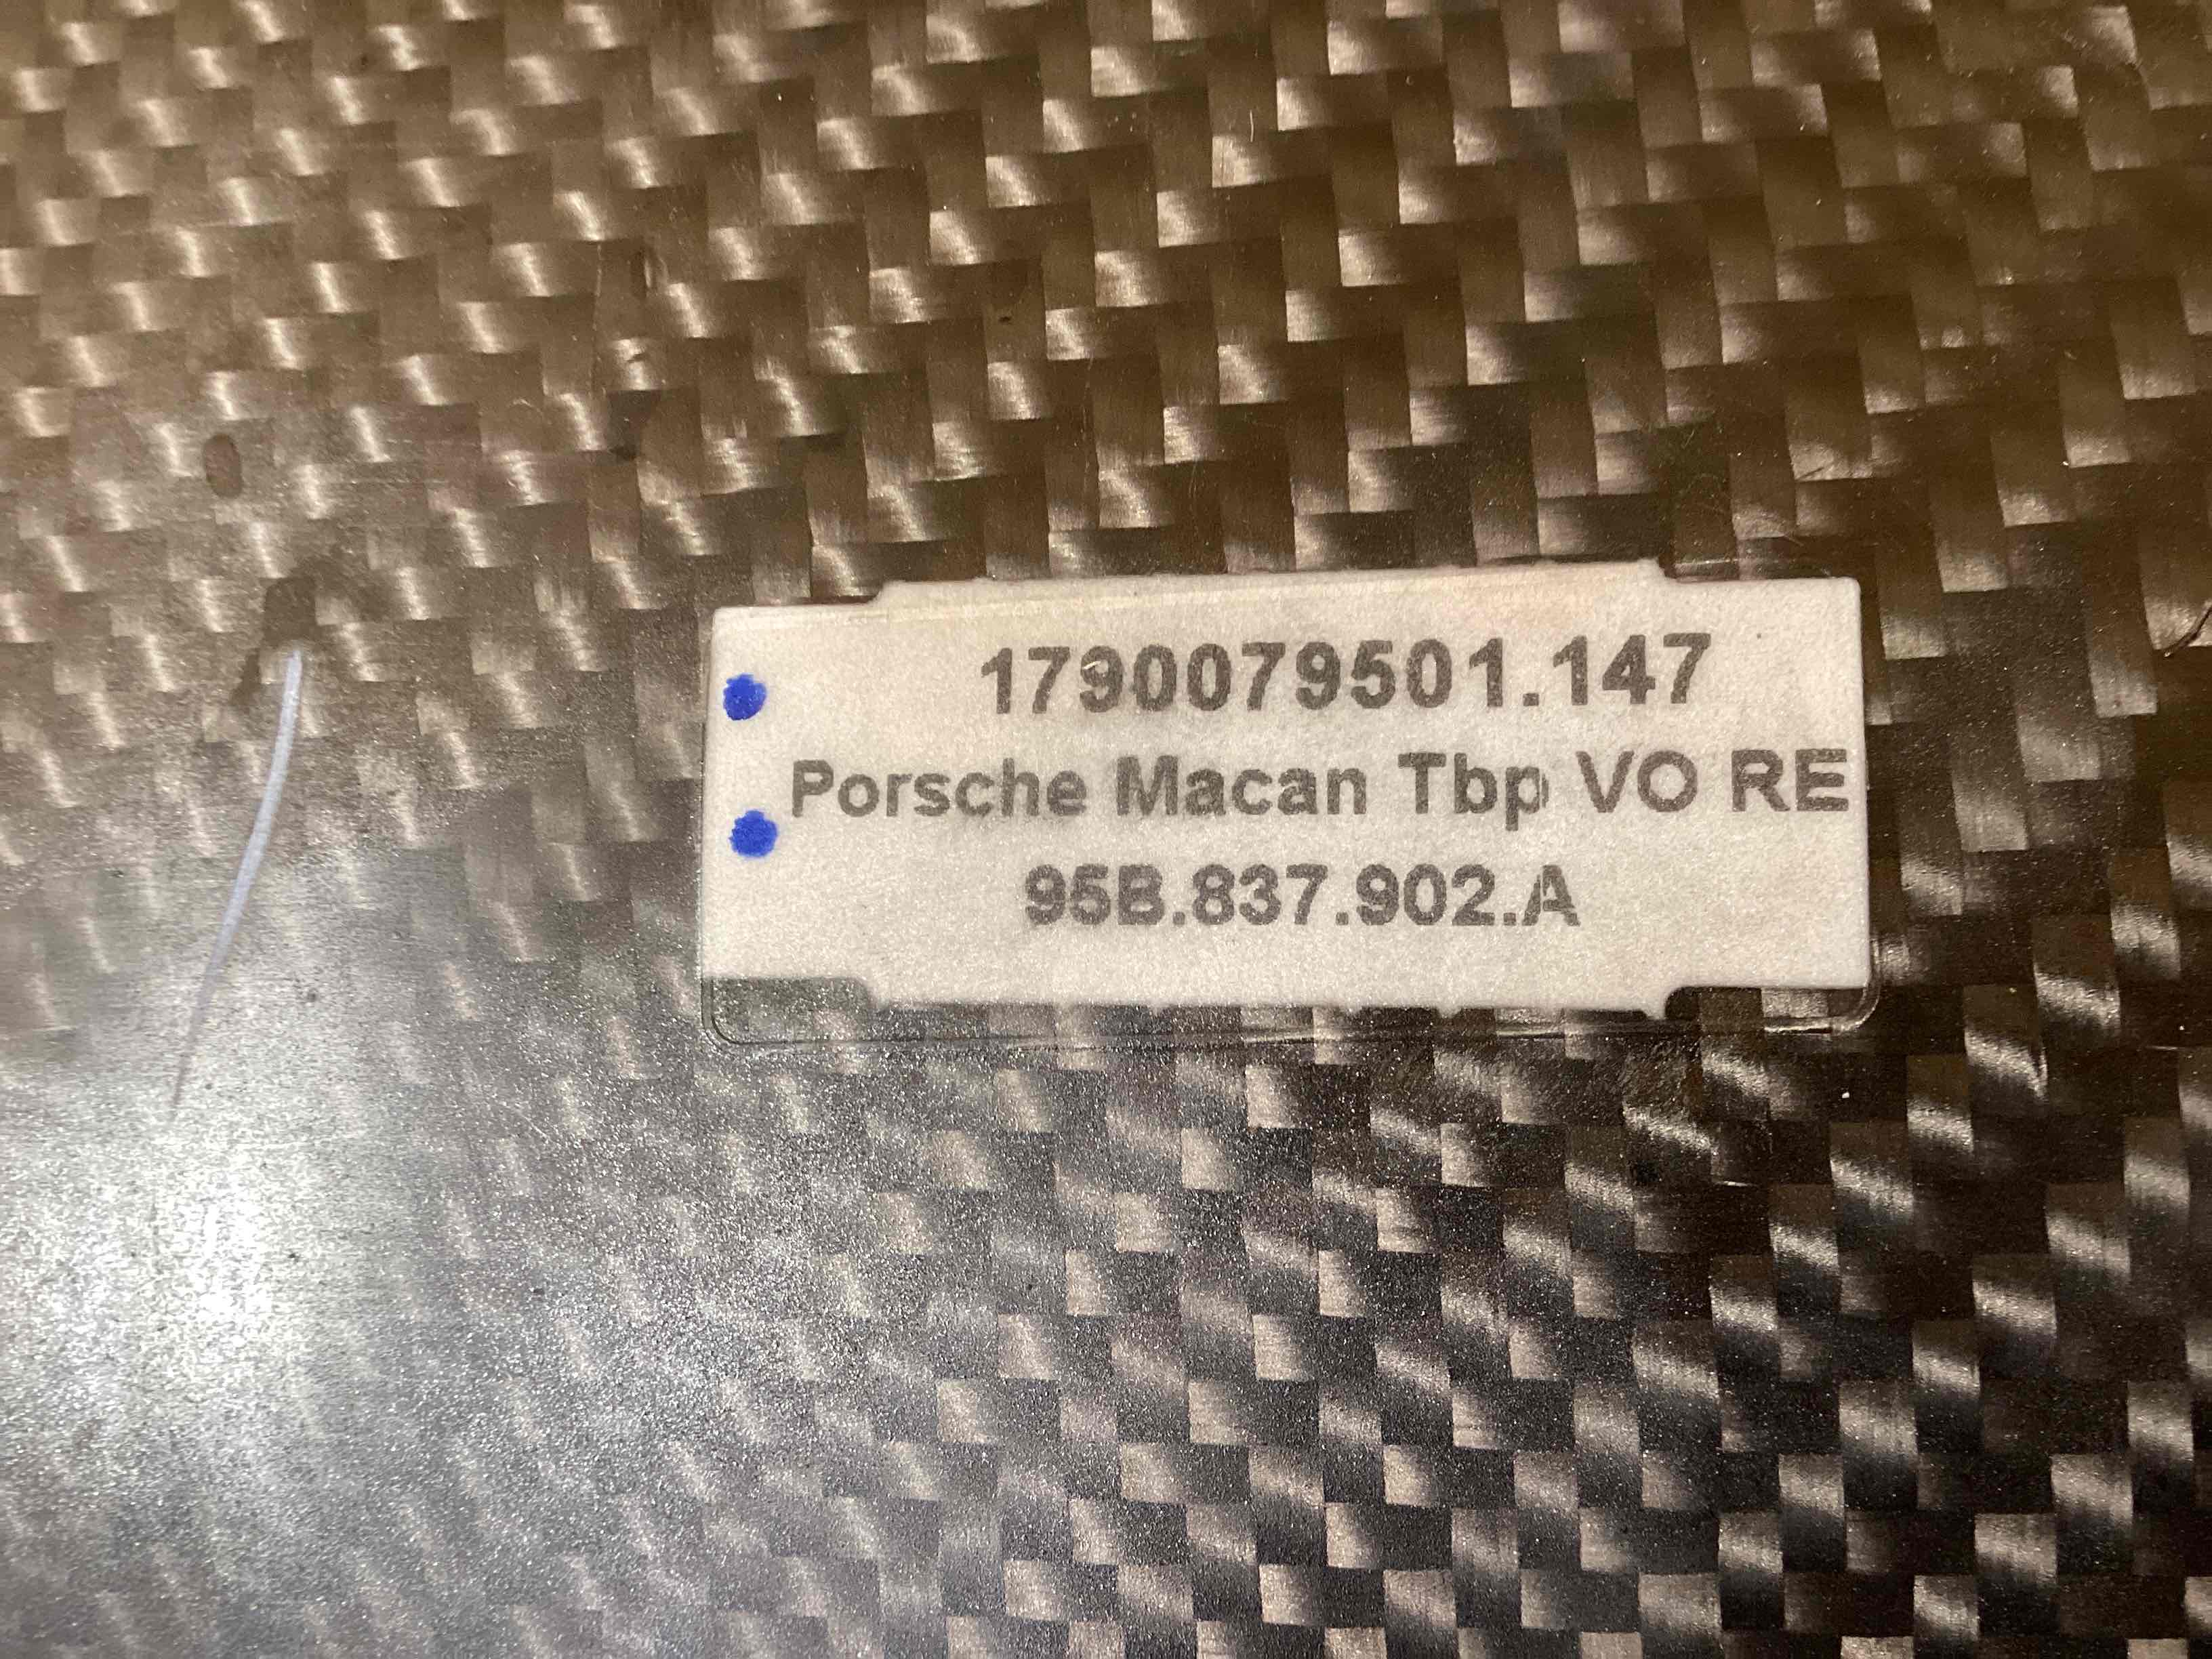 1790079501.147
Porsche Macan Tbp VO RE
95B.837.902.A